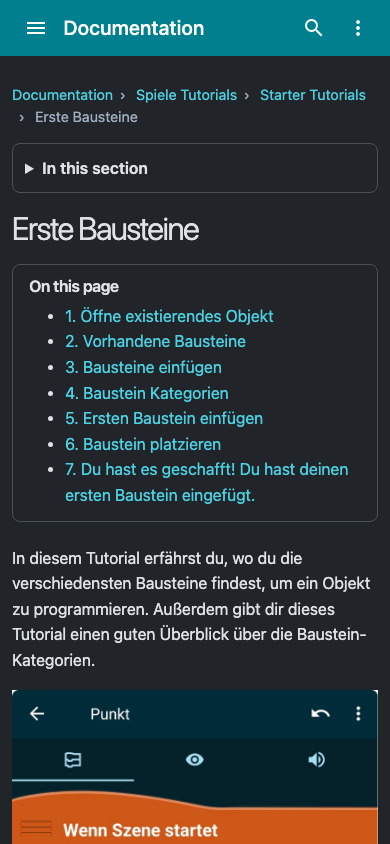 Documentation
Documentation › Spiele Tutorials › Starter Tutorials
› Erste Bausteine
In this section
Erste Bausteine
On this page
1. Öffne existierendes Objekt
2. Vorhandene Bausteine
3. Bausteine einfügen
4. Baustein Kategorien
5. Ersten Baustein einfügen
6. Baustein platzieren
7. Du hast es geschafft! Du hast deinen
ersten Baustein eingefügt.
In diesem Tutorial erfährst du, wo du die
verschiedensten Bausteine findest, um ein Objekt
zu programmieren. Außerdem gibt dir dieses
Tutorial einen guten Überblick über die Baustein-
Kategorien.
Punkt
Wenn Szene startet